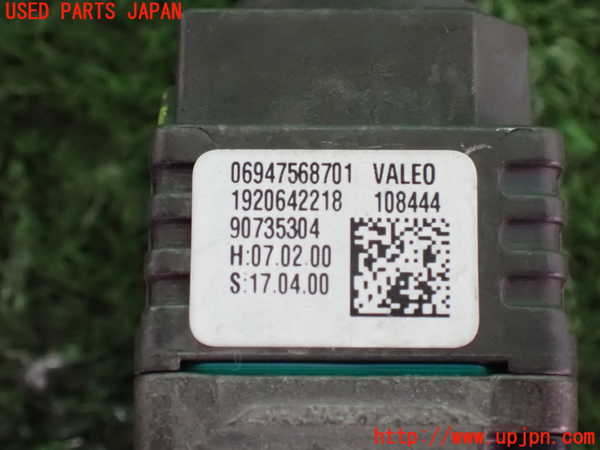 USED PARTS JAPAN
06947568701 VALEO
1920642218 108444
90735304
H:07.02.00
S:17.04.00
http://www.upjpn.com